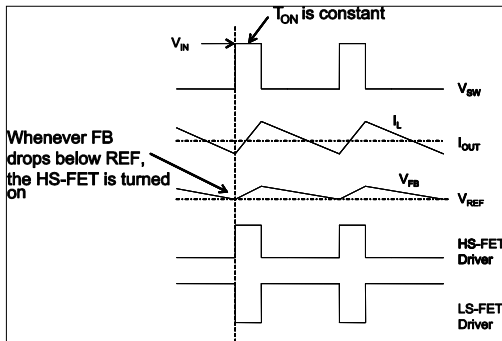 T_ON is constant
V_IN
V_SW
I_L
I_OUT
Whenever FB
drops below REF,
the HS-FET is turned
on
V_FB
V_REF
HS-FET
Driver
LS-FET
Driver